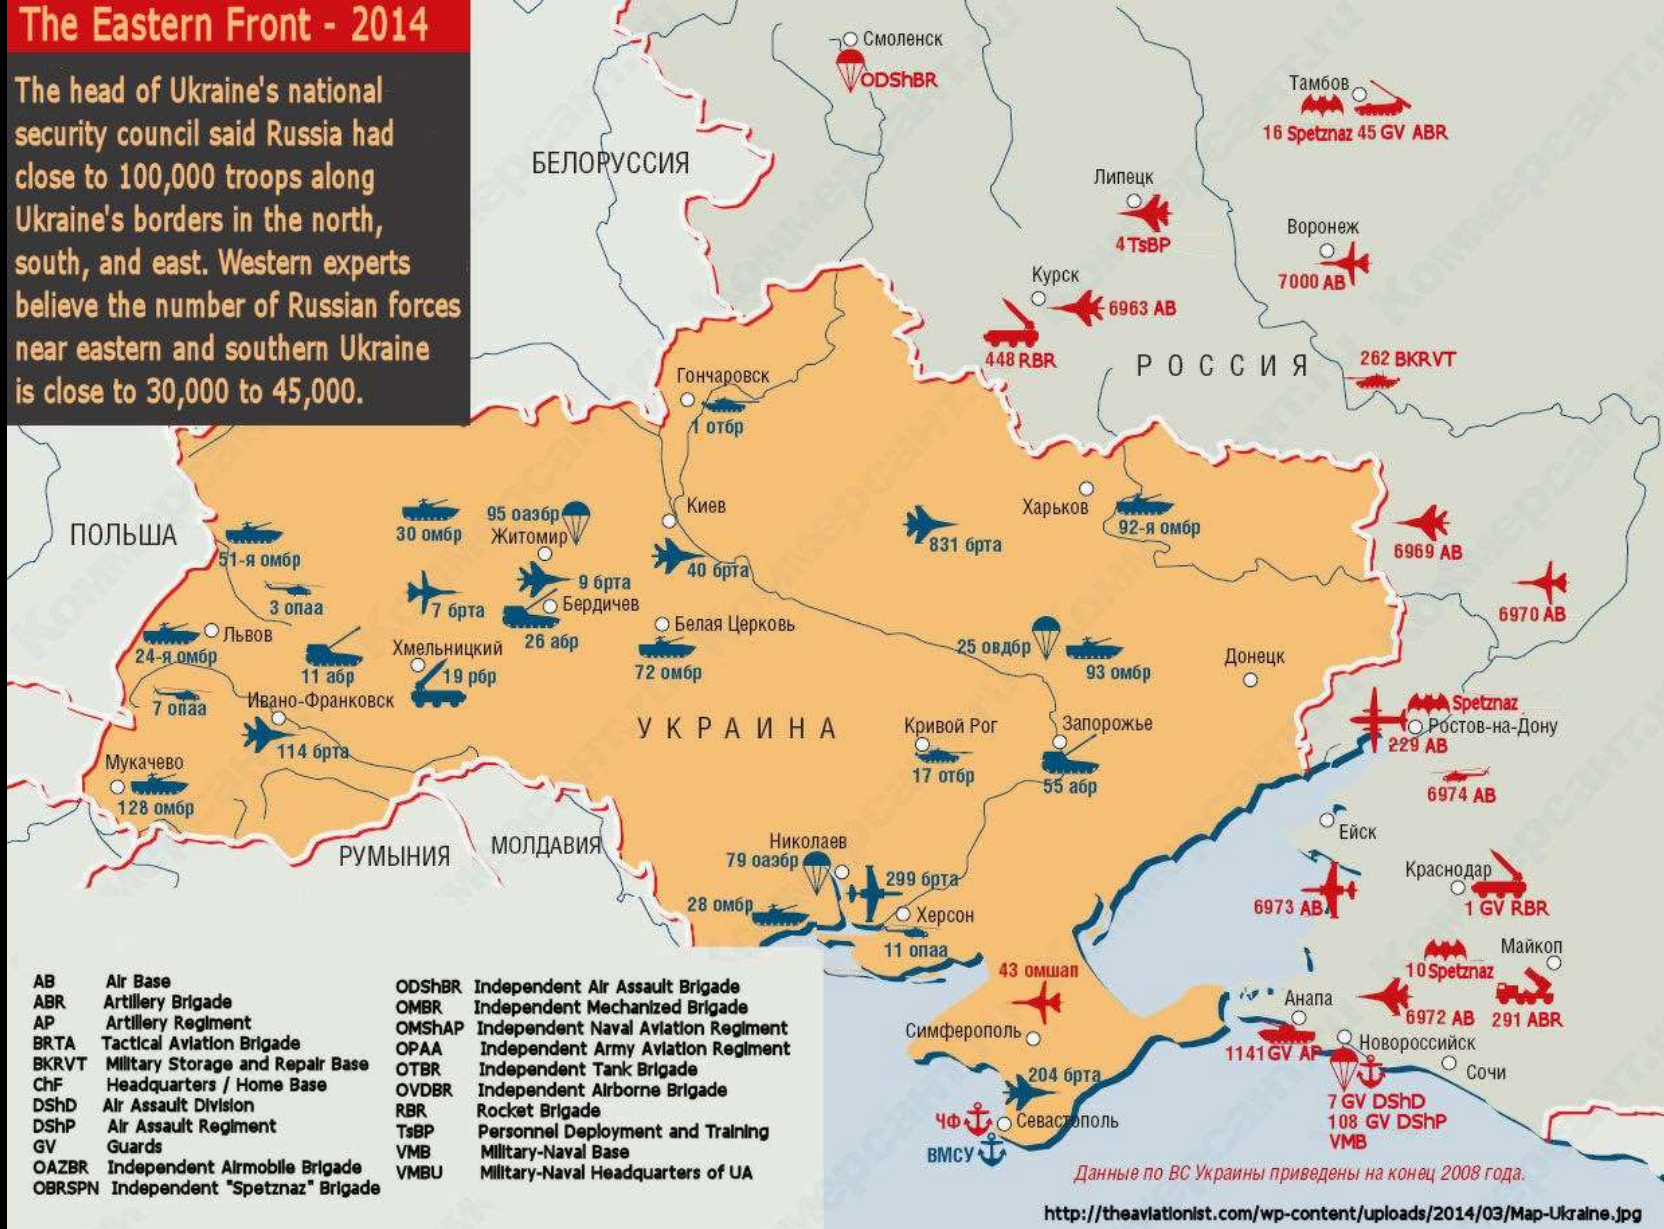 The Eastern Front - 2014
The head of Ukraine's national
security council said Russia had
close to 100,000 troops along
Ukraine's borders in the north,
south, and east. Western experts
believe the number of Russian forces
near eastern and southern Ukraine
is close to 30,000 to 45,000.
Смоленск
ODShBR
Тамбов
16 Spetznaz 45 GV ABR
БЕЛОРУССИЯ
Липецк
4 TsBP
Воронеж
7000 AB
Курск
6963 AB
448 RBR
РОССИЯ
262 BKRVT
Гончаровск
1 отбр
ПОЛЬША
51-я омбр
30 омбр
95 оаэбр
Житомир
Киев
831 брта
Харьков
92-я омбр
6969 AB
3 опаа
7 брта
9 брта
40 брта
Бердичев
26 абр
6970 AB
Львов
24-я омбр
11 абр
Хмельницкий
19 рбр
Белая Церковь
72 омбр
25 овдбр
93 омбр
Донецк
7 опаа
Ивано-Франковск
114 брта
УКРАИНА
Кривой Рог
17 отбр
Запорожье
55 абр
Spetznaz
Ростов-на-Дону
229 AB
6974 AB
Мукачево
128 омбр
РУМЫНИЯ
МОЛДАВИЯ
Николаев
79 оаэбр
299 брта
28 омбр
Херсон
11 опаа
Ейск
Краснодар
6973 AB
1 GV RBR
Майкоп
10 Spetznaz
43 омшап
Анапа
6972 AB
291 ABR
Симферополь
1141 GV AP
Новороссийск
Сочи
204 брта
7 GV DShD
108 GV DShP
VMB
ЧФ
Севастополь
ВМСУ
AB Air Base
ABR Artillery Brigade
AP Artillery Regiment
BRTA Tactical Aviation Brigade
BKRVT Military Storage and Repair Base
ChF Headquarters / Home Base
DShD Air Assault Division
DShP Air Assault Regiment
GV Guards
OAZBR Independent Airmobile Brigade
OBRSPN Independent "Spetznaz" Brigade
ODShBR Independent Air Assault Brigade
OMBR Independent Mechanized Brigade
OMShAP Independent Naval Aviation Regiment
OPAA Independent Army Aviation Regiment
OTBR Independent Tank Brigade
OVDBR Independent Airborne Brigade
RBR Rocket Brigade
TsBP Personnel Deployment and Training
VMB Military-Naval Base
VMBU Military-Naval Headquarters of UA
Данные по ВС Украины приведены на конец 2008 года.
http://theaviationist.com/wp-content/uploads/2014/03/Map-Ukraine.jpg